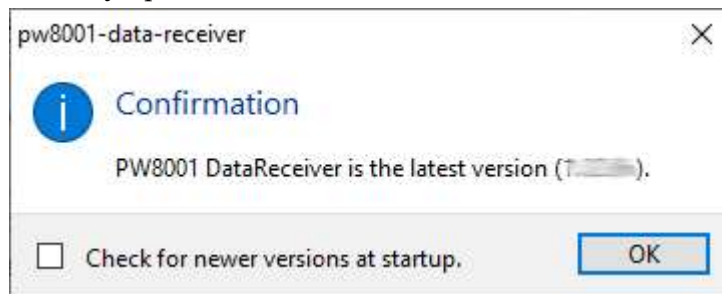 pw8001-data-receiver
Confirmation
PW8001 DataReceiver is the latest version ( ).
Check for newer versions at startup.
OK